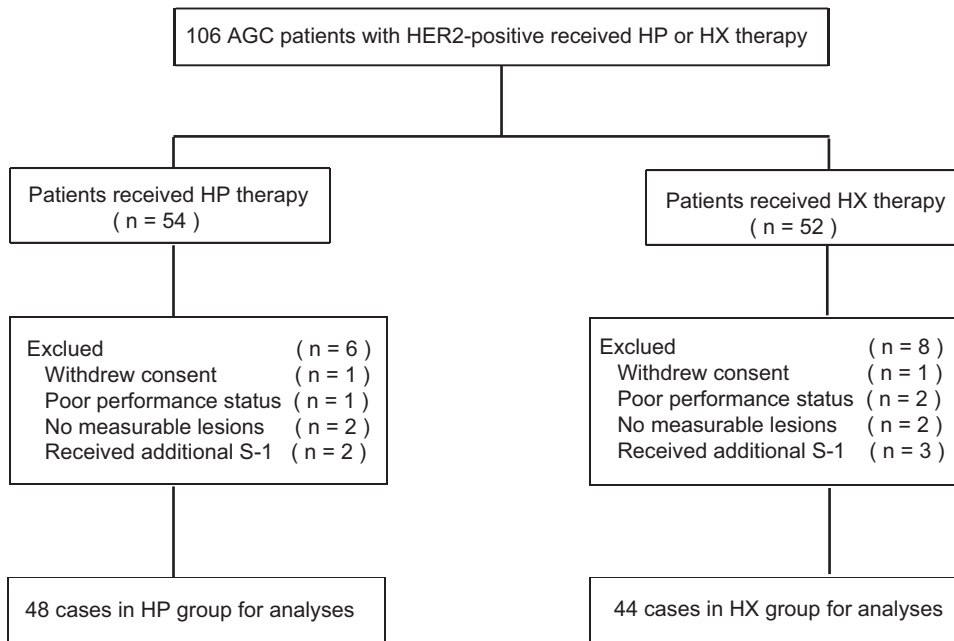 106 AGC patients with HER2-positive received HP or HX therapy
Patients received HP therapy
( n = 54 )
Patients received HX therapy
( n = 52 )
Exclued ( n = 6 )
Withdrew consent ( n = 1 )
Poor performance status ( n = 1 )
No measurable lesions ( n = 2 )
Received additional S-1 ( n = 2 )
Exclued ( n = 8 )
Withdrew consent ( n = 1 )
Poor performance status ( n = 2 )
No measurable lesions ( n = 2 )
Received additional S-1 ( n = 3 )
48 cases in HP group for analyses
44 cases in HX group for analyses